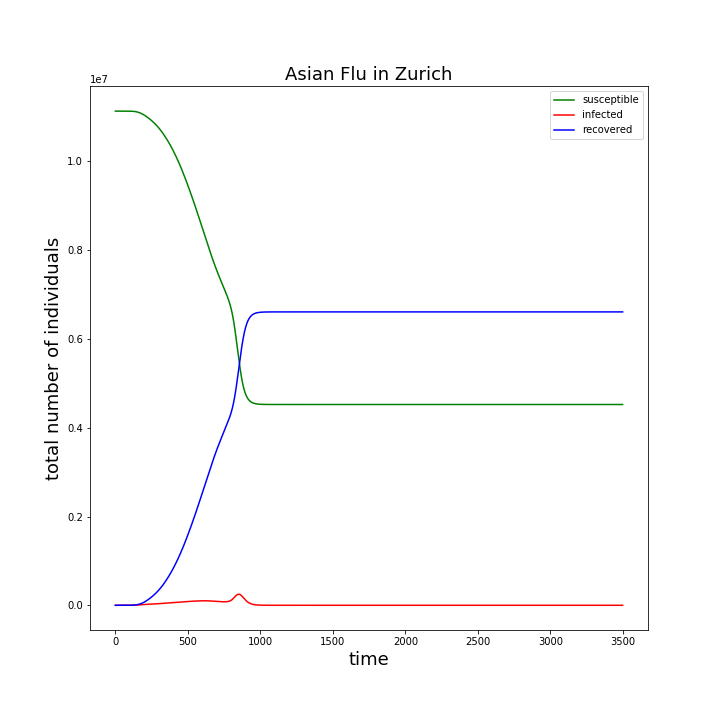 Asian Flu in Zurich
1e7
susceptible
infected
recovered
1.0
0.8
0.6
0.4
0.2
0.0
total number of individuals
0 500 1000 1500 2000 2500 3000 3500
time